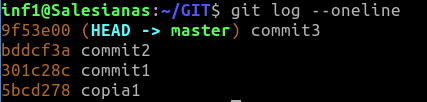 inf1@Salesianas:~/GIT$ git log --oneline
9f53e00 (HEAD -> master) commit3
bddcf3a commit2
301c28c commit1
5bcd278 copia1